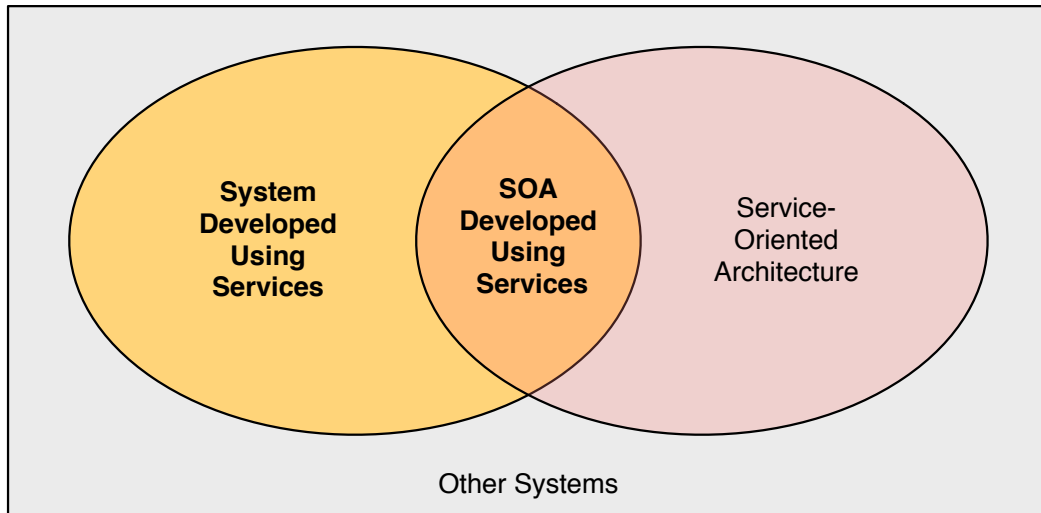 System
Developed
Using
Services
SOA
Developed
Using
Services
Service-
Oriented
Architecture
Other Systems